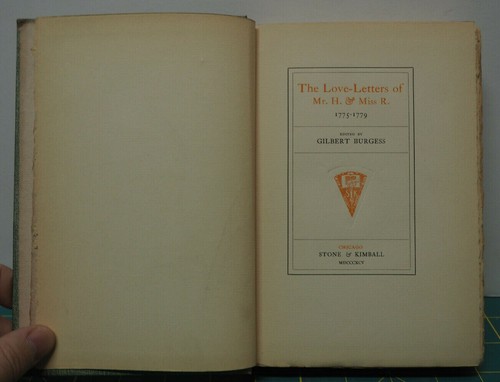 The Love-Letters of
Mr. H. & Miss R.
1775-1779
EDITED BY
GILBERT BURGESS
CHICAGO
STONE & KIMBALL
MDCCCXCV